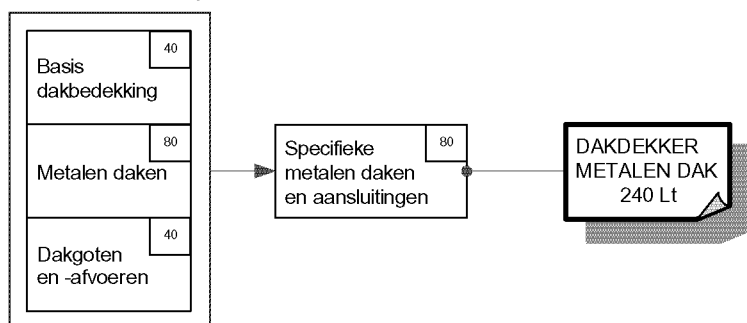 40
Basis
dakbedekking
80
Metalen daken
40
Dakgoten
en -afvoeren
80
Specifieke
metalen daken
en aansluitingen
DAKDEKKER
METALEN DAK
240 Lt